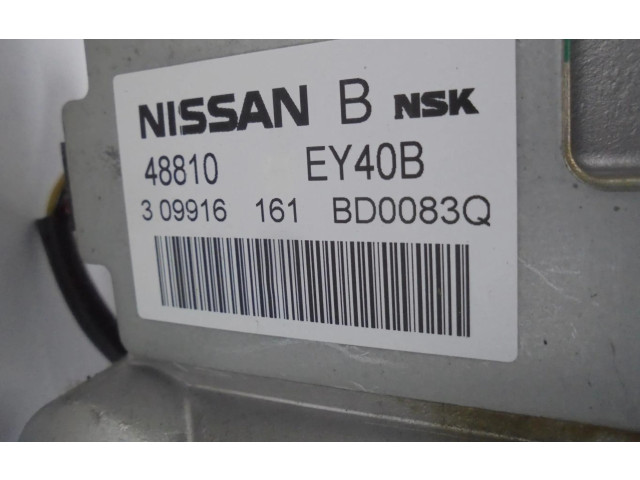 NISSAN B NSK
48810 EY40B
3 09916 161 BD0083Q